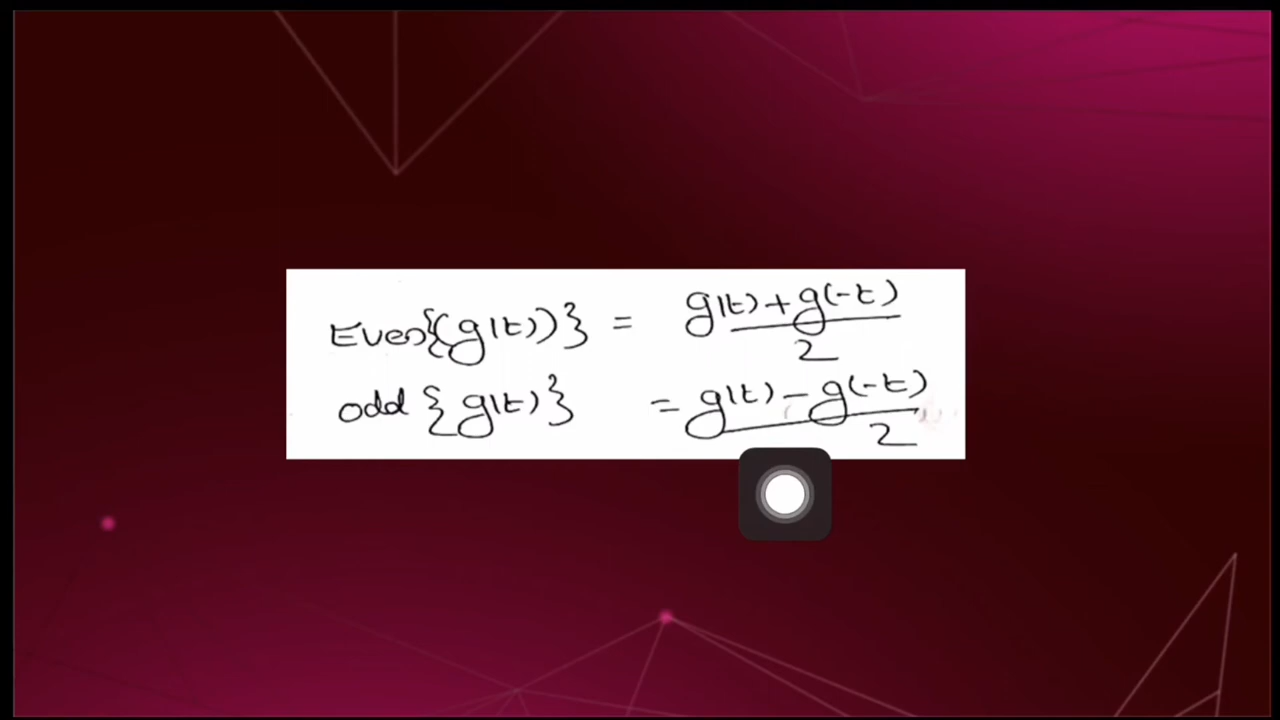 Even{(g(t))} = g(t)+g(-t)
2
odd {g(t)} = g(t)-g(-t)
2